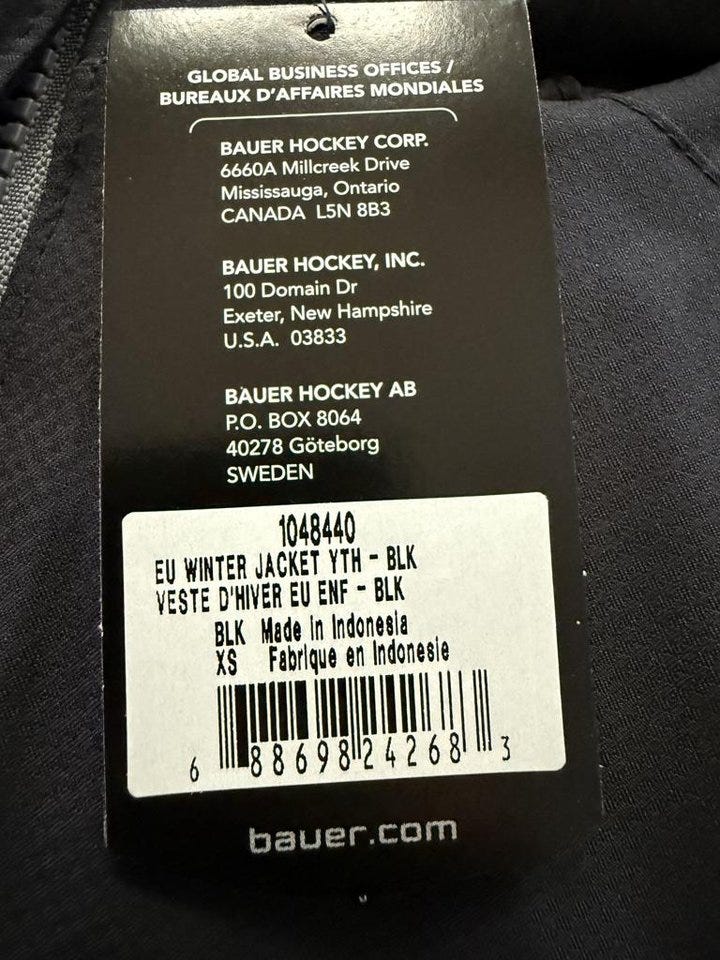 GLOBAL BUSINESS OFFICES /
BUREAUX D'AFFAIRES MONDIALES
BAUER HOCKEY CORP.
6660A Millcreek Drive
Mississauga, Ontario
CANADA L5N 8B3
BAUER HOCKEY, INC.
100 Domain Dr
Exeter, New Hampshire
U.S.A. 03833
BAUER HOCKEY AB
P.O. BOX 8064
40278 Göteborg
SWEDEN
1048440
EU WINTER JACKET YTH - BLK
VESTE D'HIVER EU ENF - BLK
BLK Made in Indonesia
XS Fabrique en Indonesie
6 88698 24268 3
bauer.com